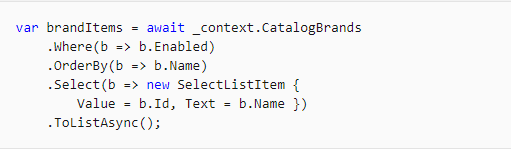 var brandItems = await _context.CatalogBrands
    .Where(b => b.Enabled)
    .OrderBy(b => b.Name)
    .Select(b => new SelectListItem {
        Value = b.Id, Text = b.Name })
    .ToListAsync();